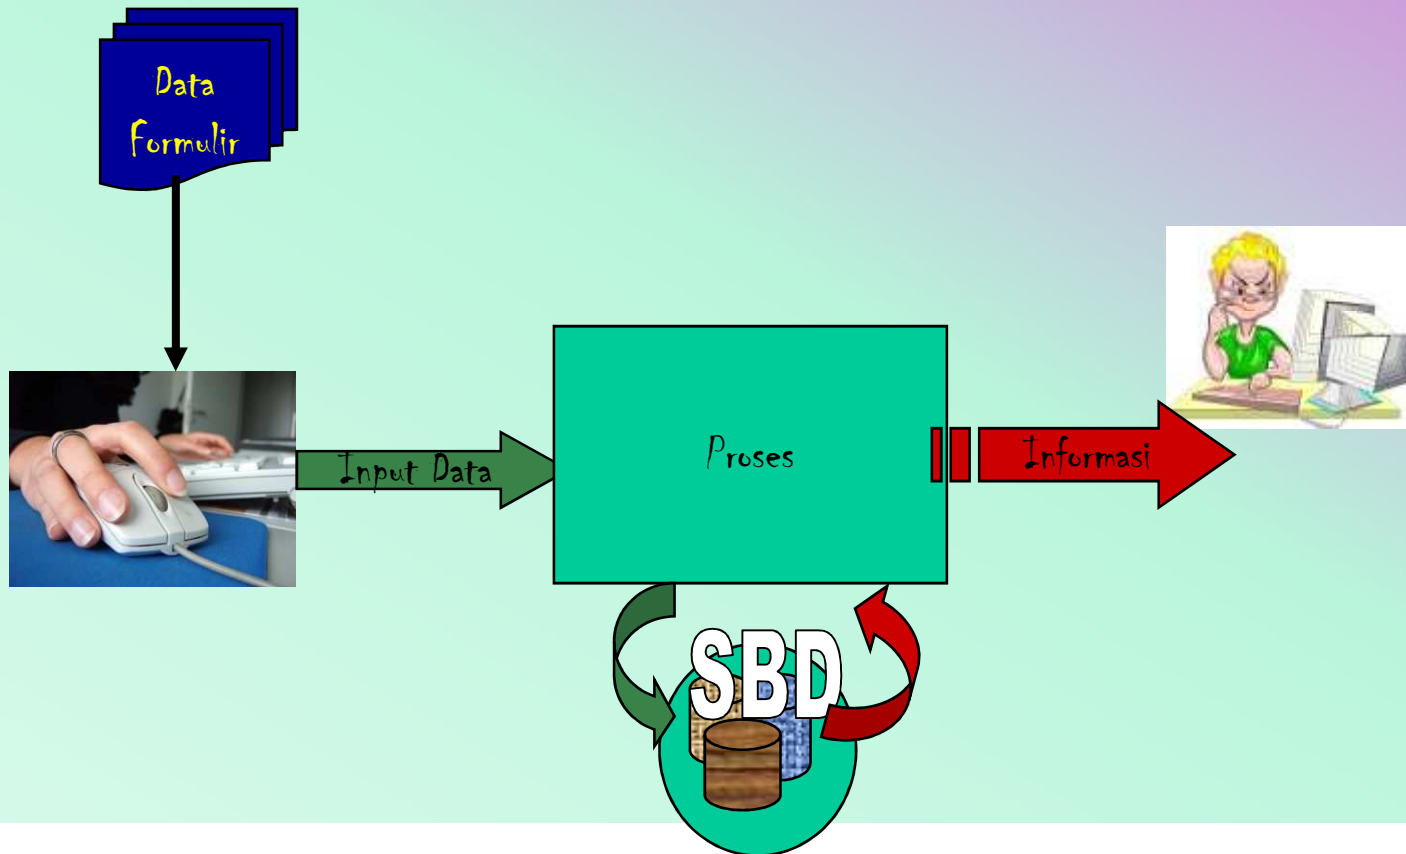 Data
Formulir
Input Data
Proses
Informasi
SBD